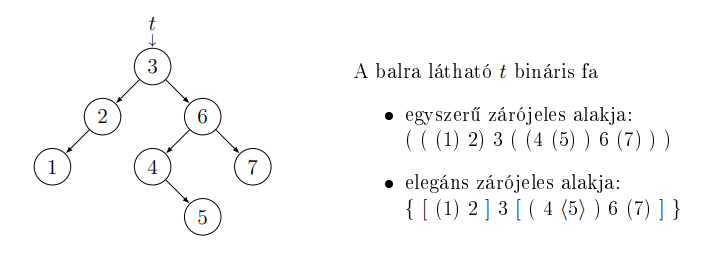 t
3
2
6
1
4
7
5
A balra látható t bináris fa
• egyszerű zárójeles alakja:
( ( (1) 2) 3 ( (4 (5) ) 6 (7) ) )
• elegáns zárójeles alakja:
{ [ (1) 2 ] 3 [ ( 4 ⟨5⟩ ) 6 (7) ] }